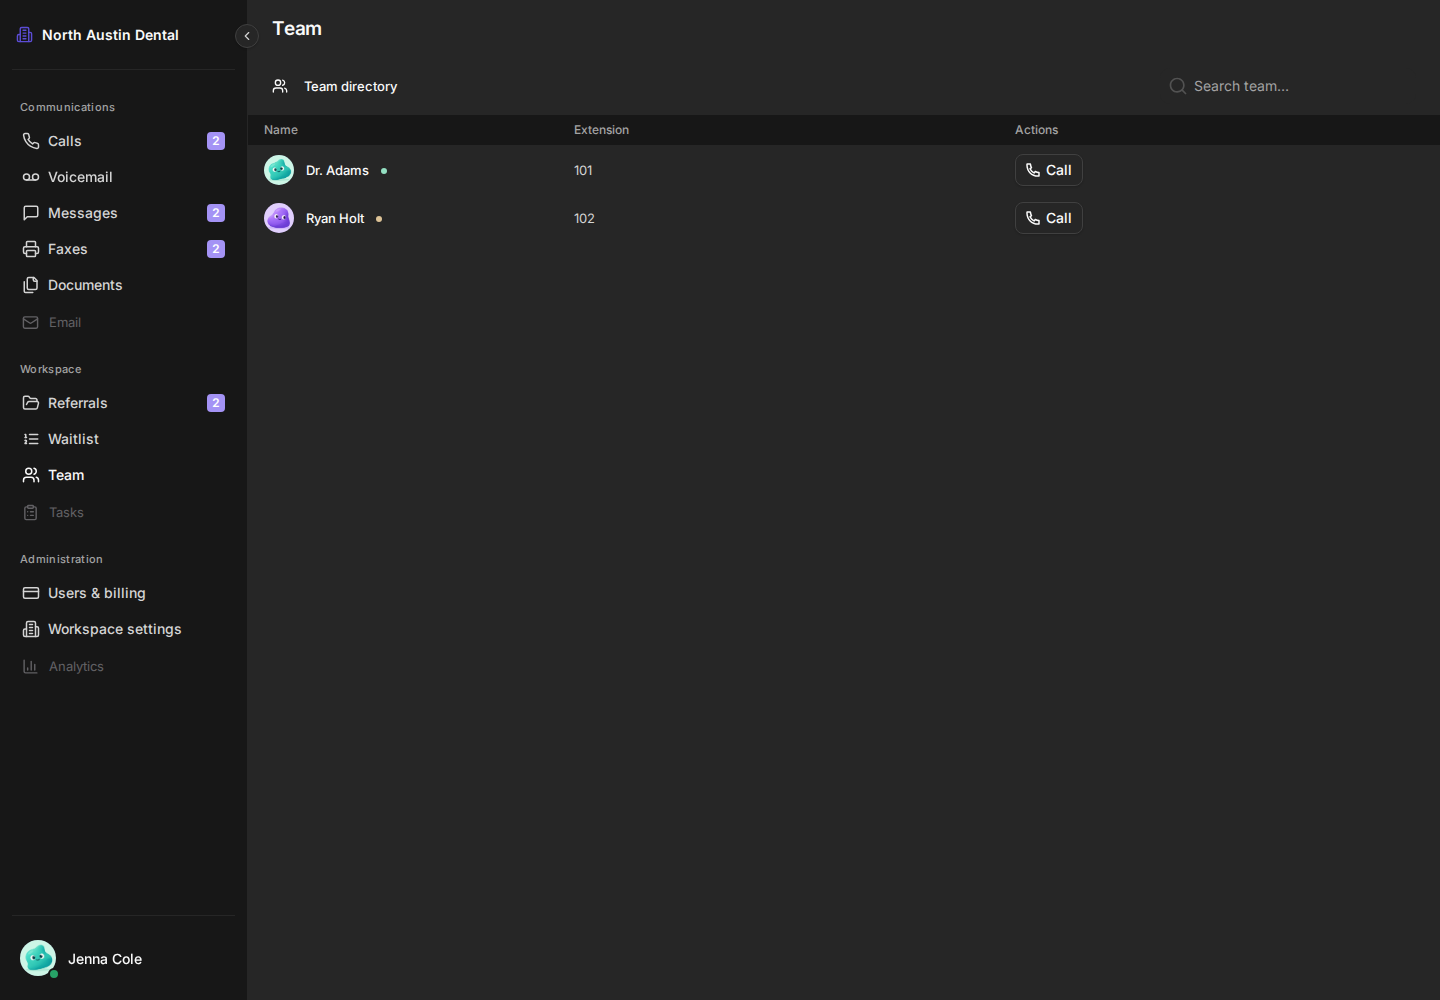 North Austin Dental
Communications
Calls 2
Voicemail
Messages 2
Faxes 2
Documents
Email
Workspace
Referrals 2
Waitlist
Team
Tasks
Administration
Users & billing
Workspace settings
Analytics
Jenna Cole
Team
Team directory
Search team...
Name Extension Actions
Dr. Adams 101 Call
Ryan Holt 102 Call